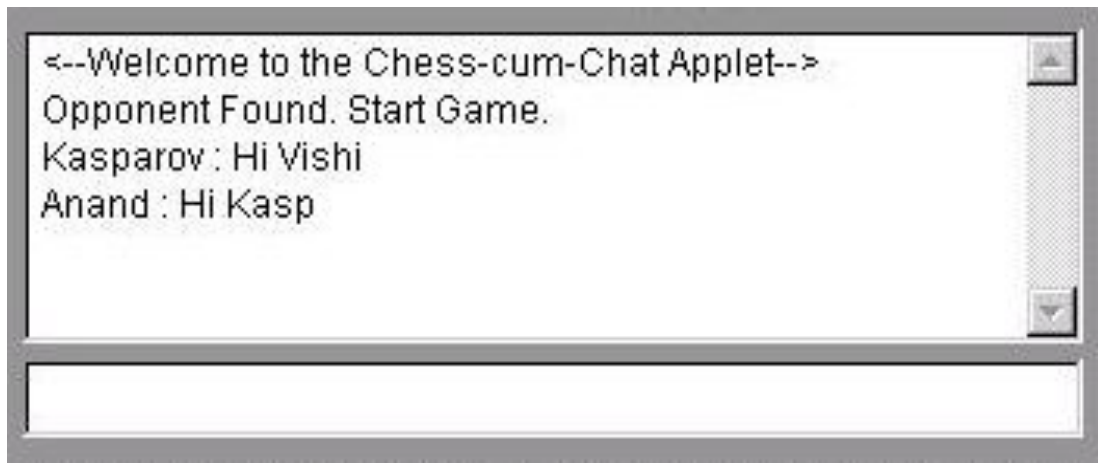 <--Welcome to the Chess-cum-Chat Applet-->
Opponent Found. Start Game.
Kasparov : Hi Vishi
Anand : Hi Kasp